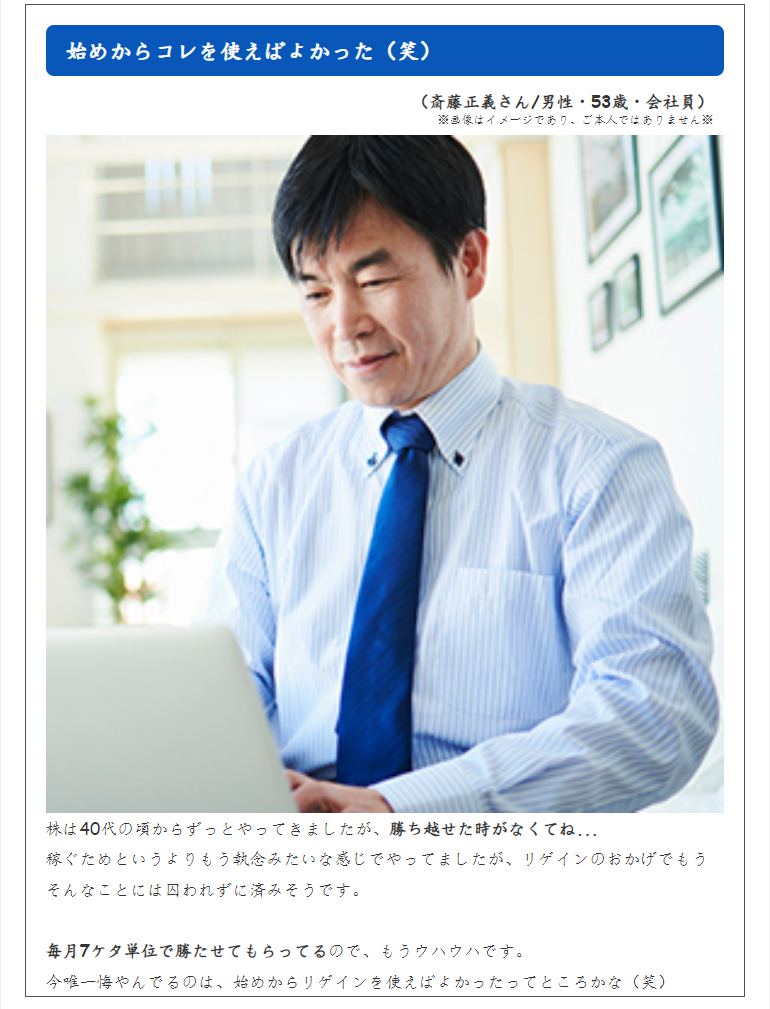 始めからコレを使えばよかった（笑）
（斎藤正義さん/男性・53歳・会社員）
※画像はイメージであり、ご本人ではありません※
株は40代の頃からずっとやってきましたが、勝ち越せた時がなくてね...
稼ぐためというよりもう執念みたいな感じでやってましたが、リゲインのおかげでもう
そんなことには囚われずに済みそうです。
毎月7ケタ単位で勝たせてもらってるので、もうウハウハです。
今唯一悔やんでるのは、始めからリゲインを使えばよかったってところかな（笑）